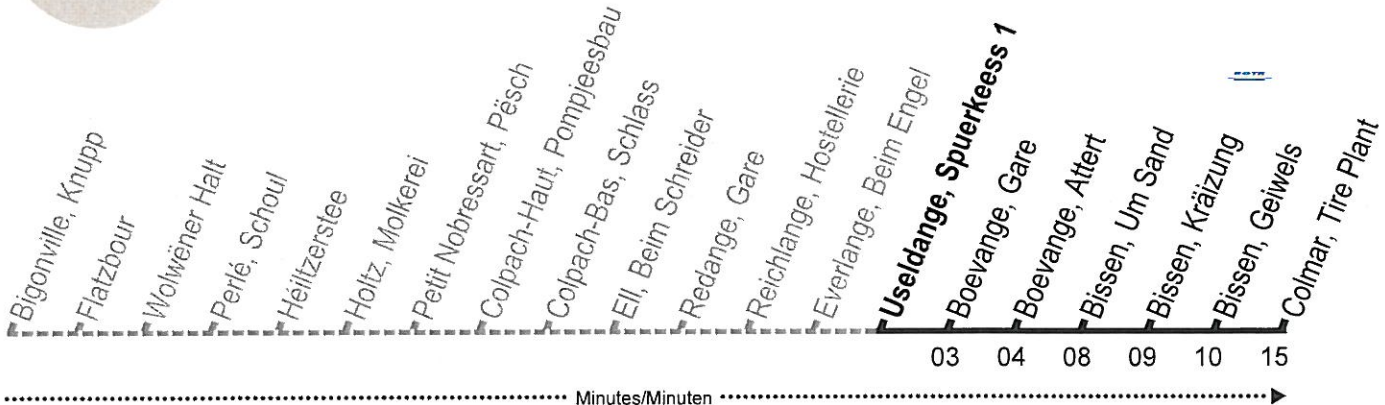 Bigonville, Knupp
Flatzbour
Wolwëner Halt
Perlé, Schoul
Heiltzerstee
Holtz, Molkerei
Petit Nobressart, Pësch
Colpach-Haut, Pompjeesbau
Colpach-Bas, Schlass
Ell, Beim Schreider
Redange, Gare
Reichlange, Hostellerie
Everlange, Beim Engel
Useldange, Spuerkeess 1
Boevange, Gare
Boevange, Attert
Bissen, Um Sand
Bissen, Kräizung
Bissen, Geiwels
Colmar, Tire Plant
03 04 08 09 10 15
Minutes/Minuten